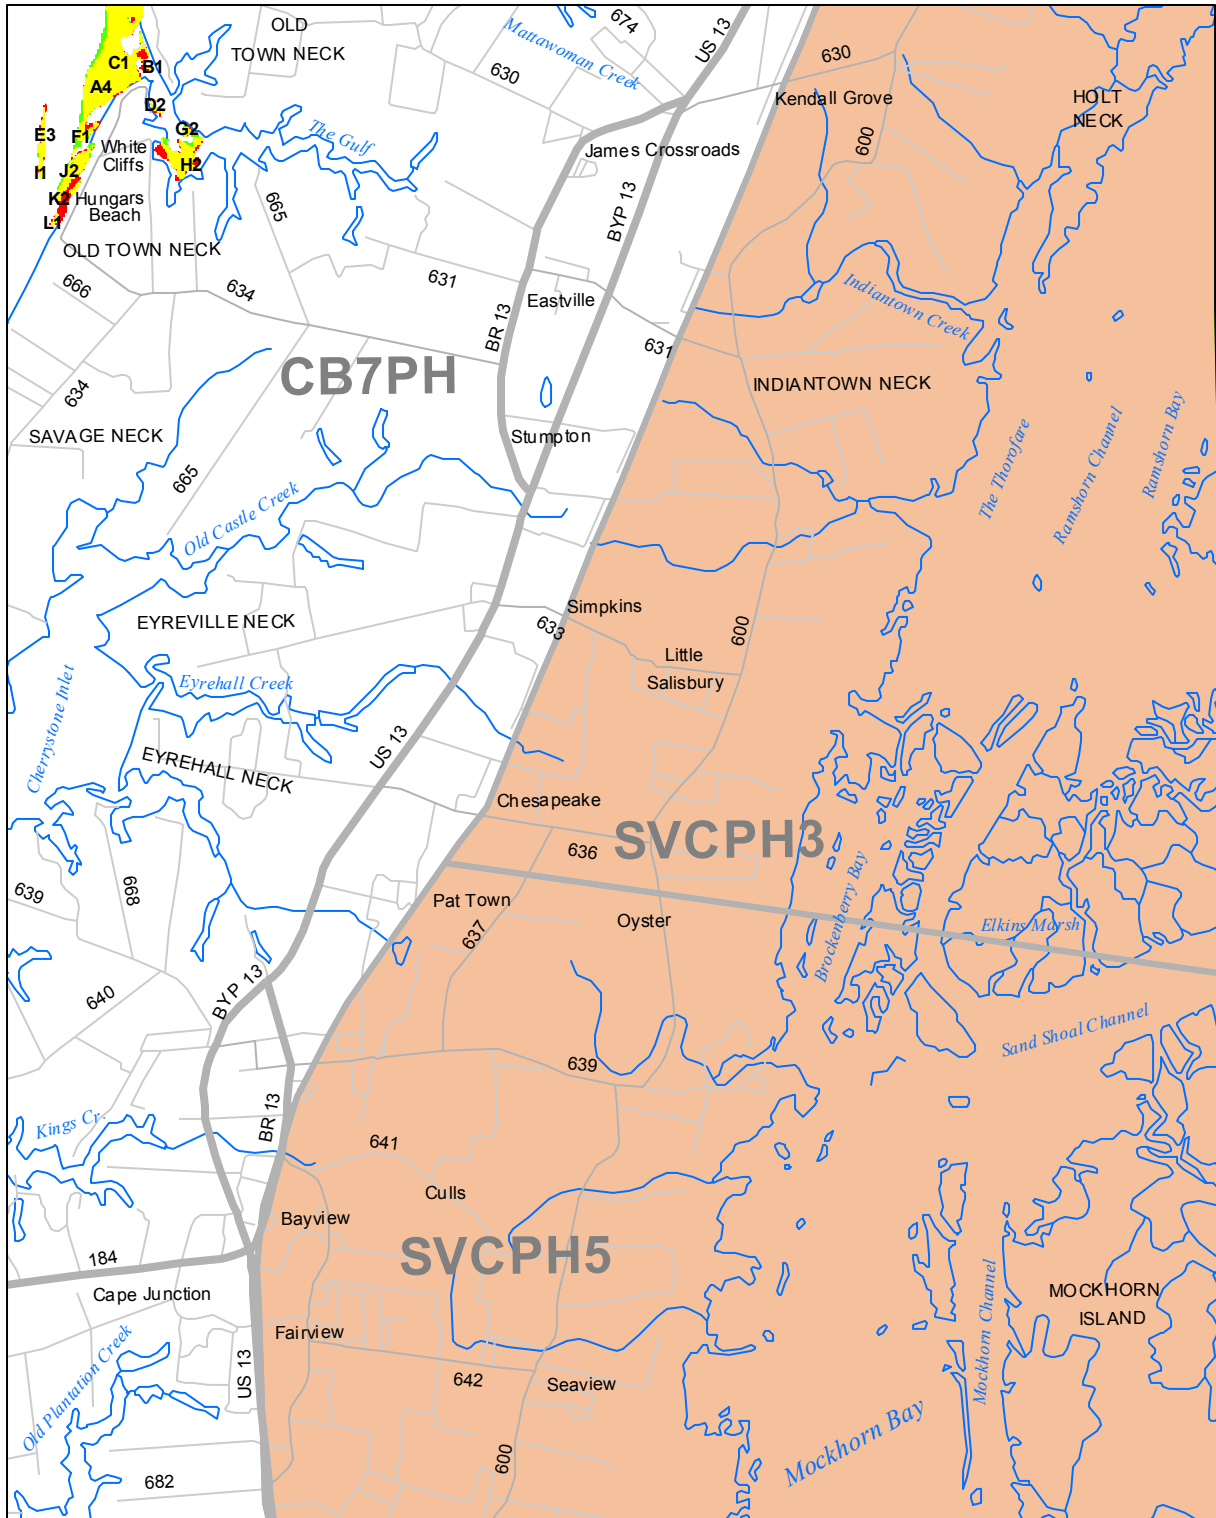 OLD
TOWN NECK
Mattawoman Creek
674
US 13
630
630
C1
B1
A4
D2
E3
F1
G2
White
Cliffs
H2
I1
J2
K2
Hungars
Beach
L1
OLD TOWN NECK
The Gulf
Kendall Grove
HOLT
NECK
James Crossroads
600
BYP 13
665
666
634
631
Eastville
BR 13
631
Indiantown Creek
INDIANTOWN NECK
CB7PH
634
SAVAGE NECK
665
Stumpton
Old Castle Creek
The Thorofare
Ramshorn Channel
Ramshorn Bay
EYREVILLE NECK
Simpkins
633
600
Little
Salisbury
Cherrystone Inlet
Eyrehall Creek
EYREHALL NECK
US 13
Chesapeake
SVCPH3
636
639
668
Pat Town
Oyster
637
Brockenberry Bay
Elkins Marsh
640
BYP 13
Sand Shoal Channel
639
Kings Cr.
BR 13
641
Culls
Bayview
SVCPH5
184
Cape Junction
MOCKHORN
ISLAND
Mockhorn Channel
Fairview
US 13
642
Seaview
Old Plantation Creek
Mockhorn Bay
600
682